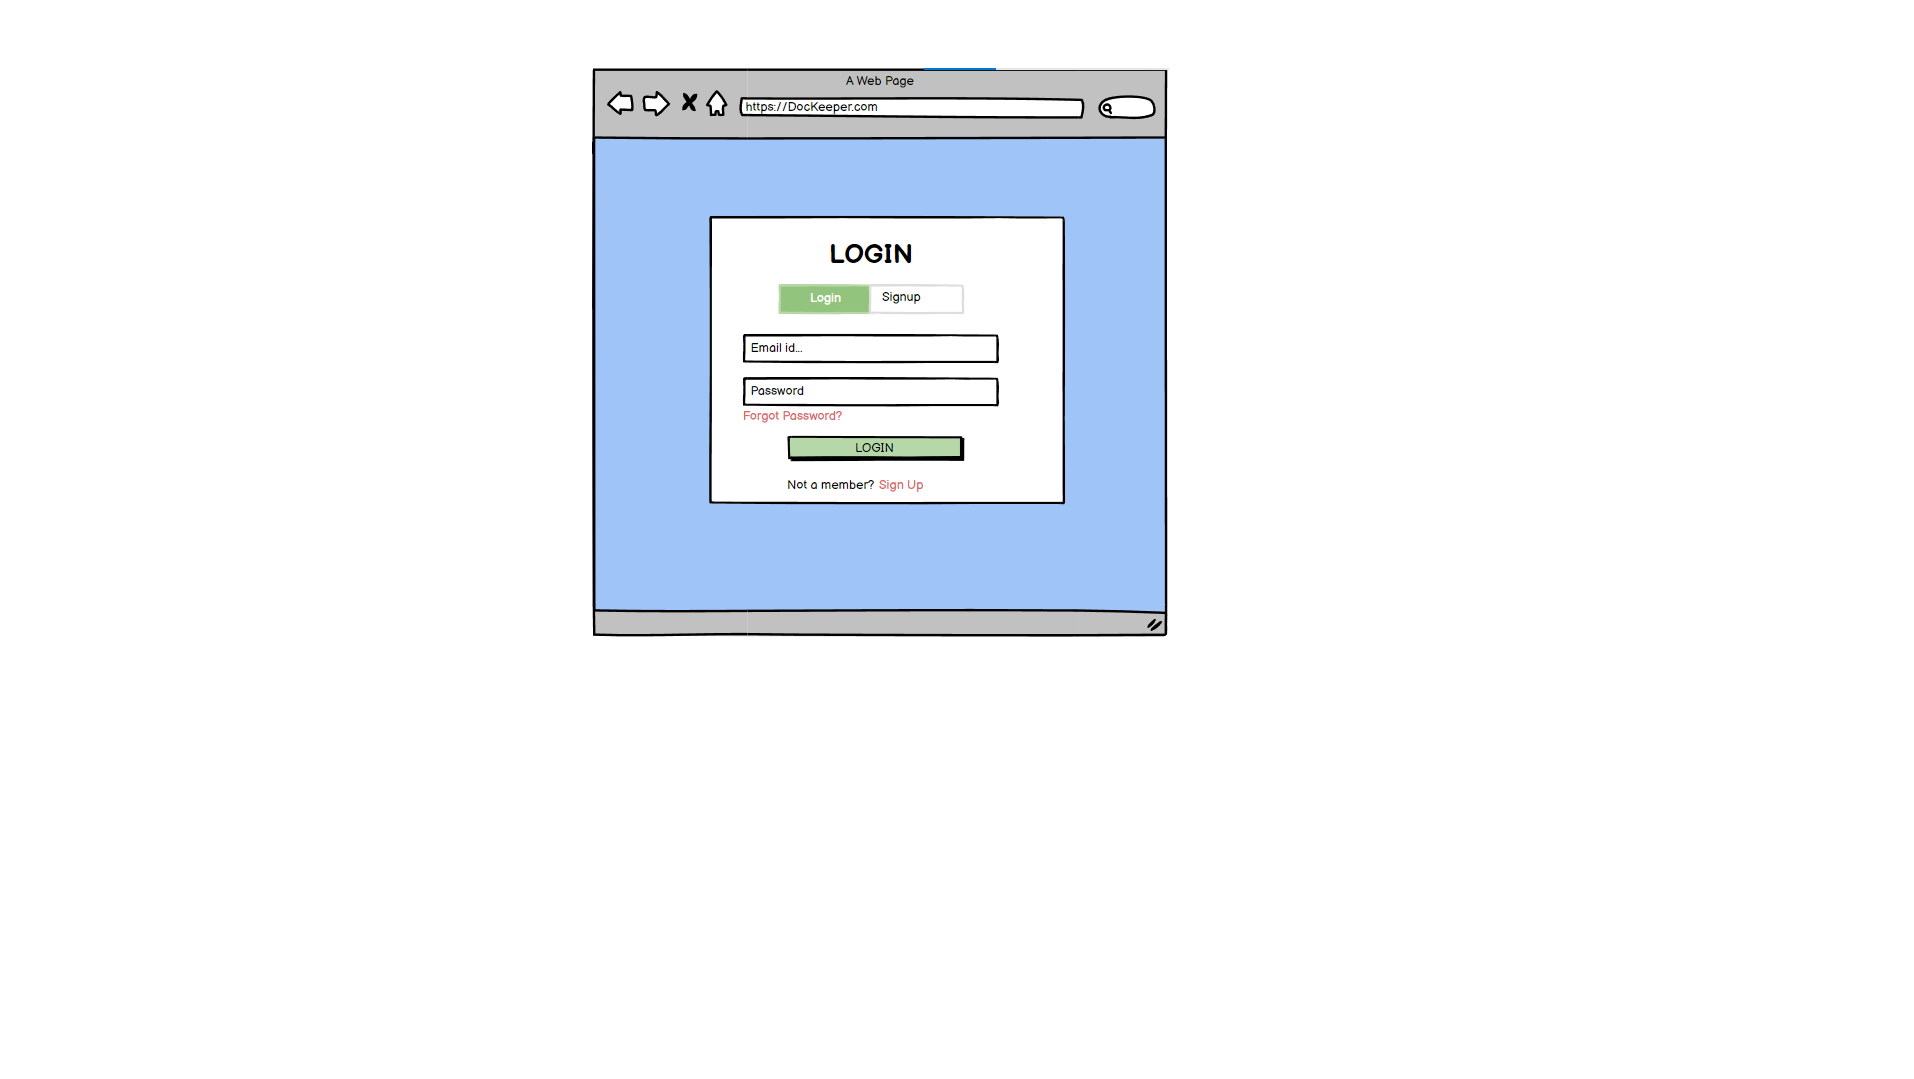 A Web Page
https://DocKeeper.com
LOGIN
Login Signup
Email id...
Password
Forgot Password?
LOGIN
Not a member? Sign Up